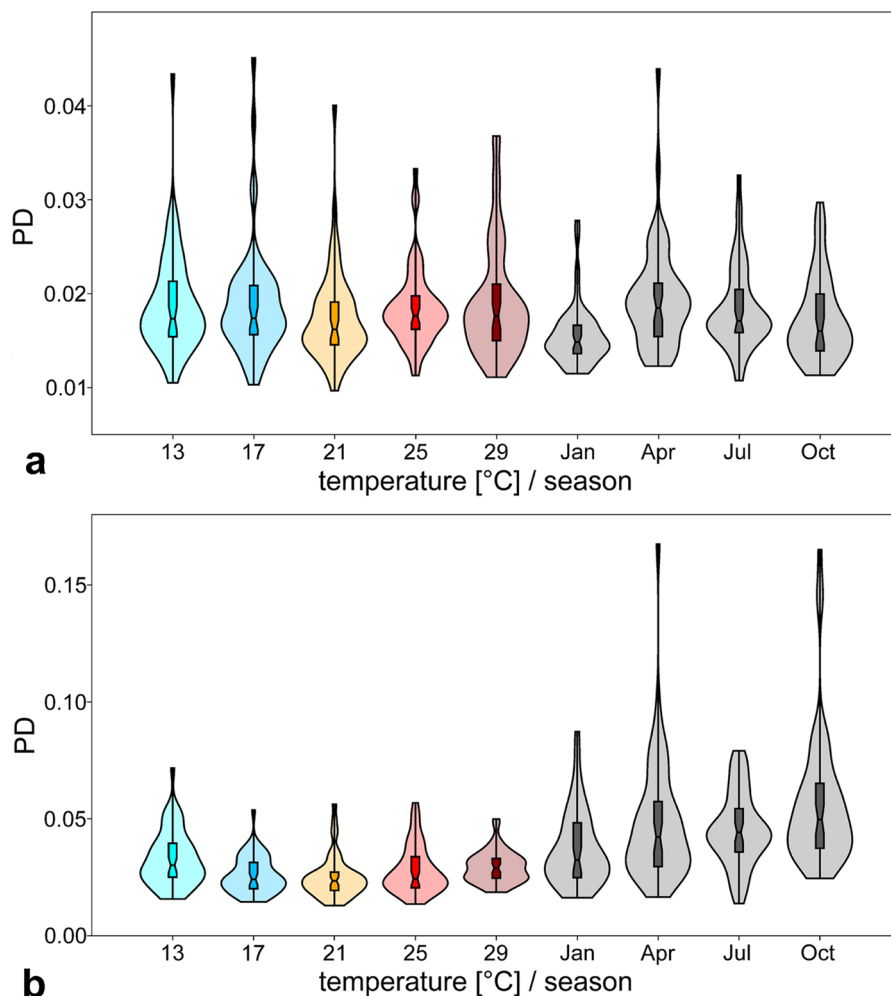 0.04
0.03
PD
0.02
0.01
13 17 21 25 29 Jan Apr Jul Oct
a
temperature [°C] / season
0.15
0.10
PD
0.05
0.00
13 17 21 25 29 Jan Apr Jul Oct
b
temperature [°C] / season